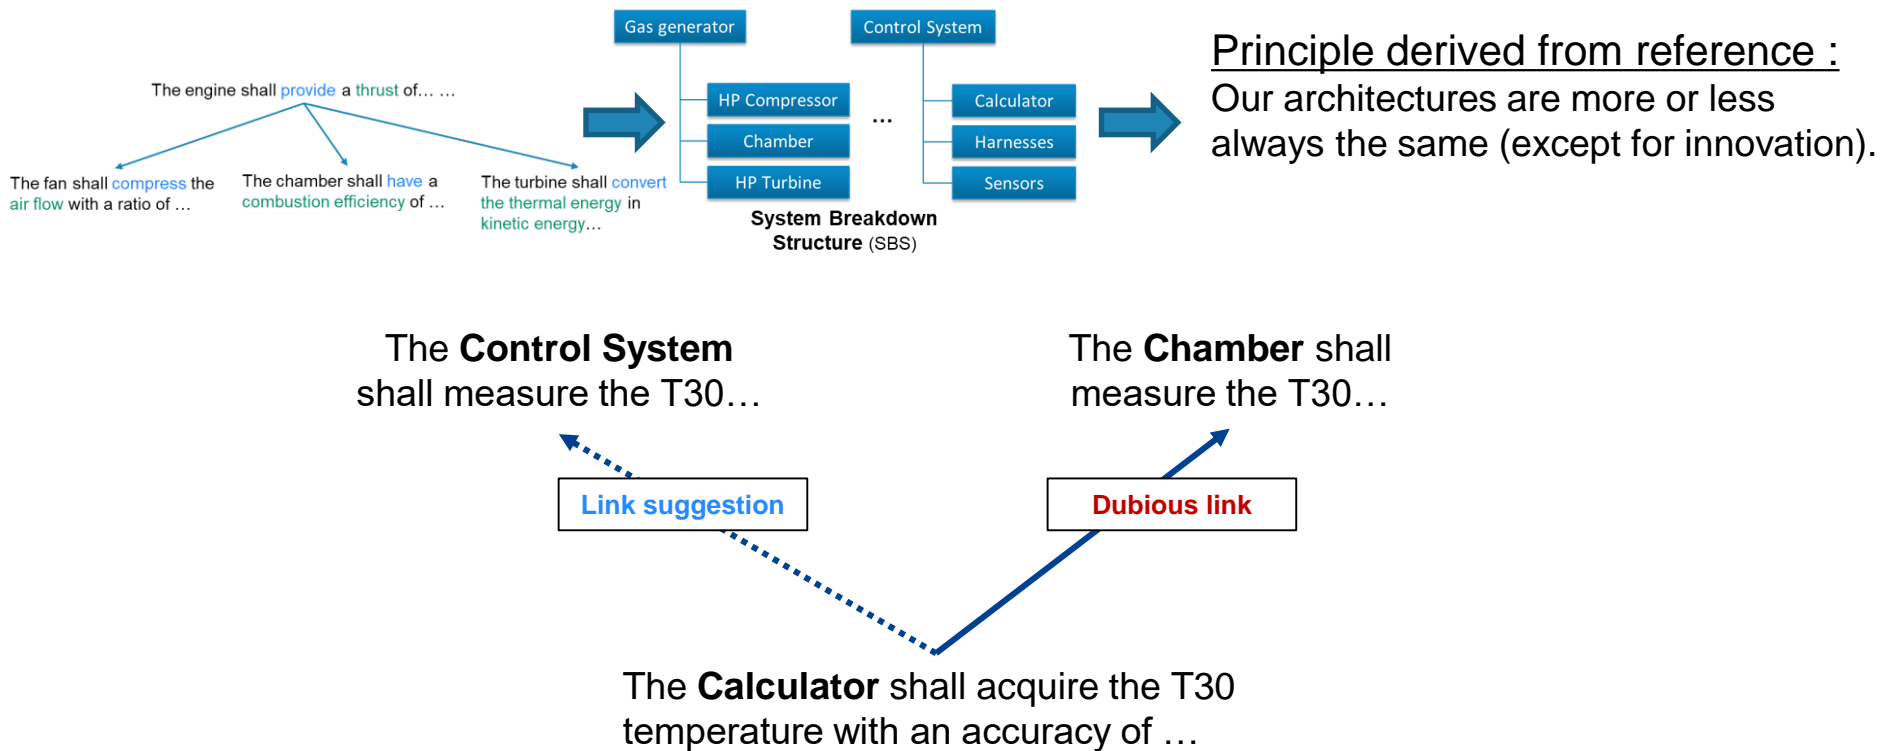 The engine shall provide a thrust of… …
The fan shall compress the
air flow with a ratio of …
The chamber shall have a
combustion efficiency of …
The turbine shall convert
the thermal energy in
kinetic energy…
Gas generator
HP Compressor
Chamber
HP Turbine
...
Control System
Calculator
Harnesses
Sensors
System Breakdown
Structure (SBS)
Principle derived from reference :
Our architectures are more or less
always the same (except for innovation).
The Control System
shall measure the T30…
The Chamber shall
measure the T30…
Link suggestion
Dubious link
The Calculator shall acquire the T30
temperature with an accuracy of …